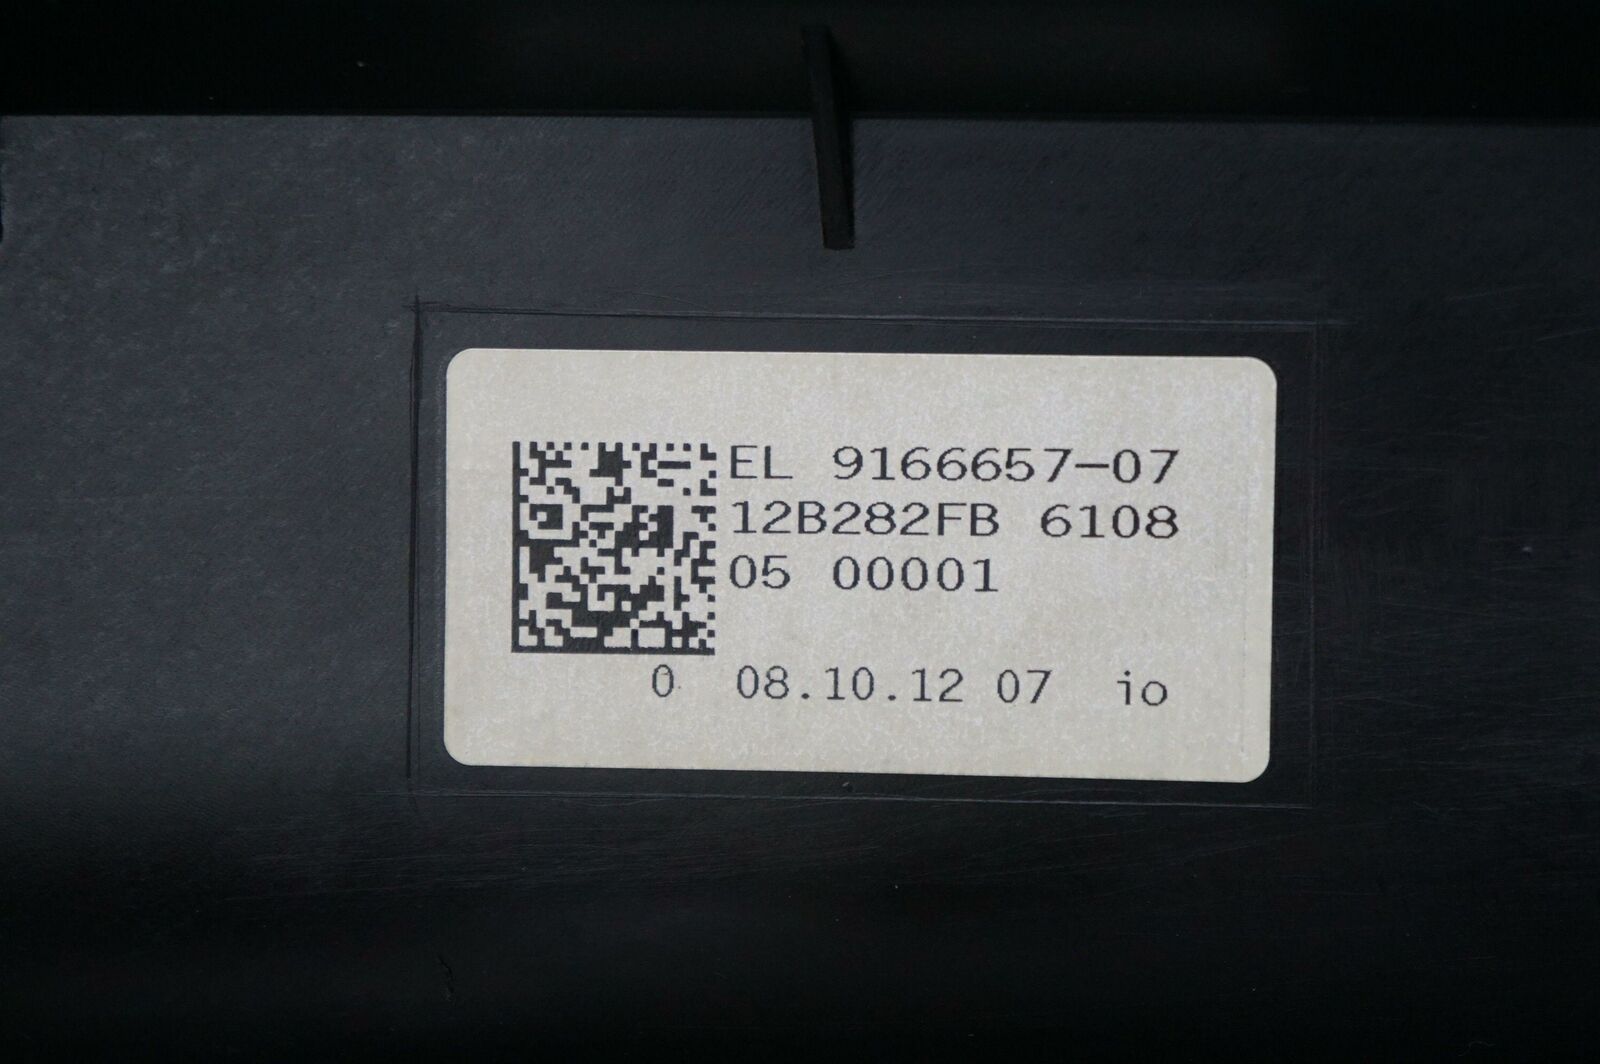 EL 9166657-07
12B282FB 6108
05 00001
0 08.10.12 07 io